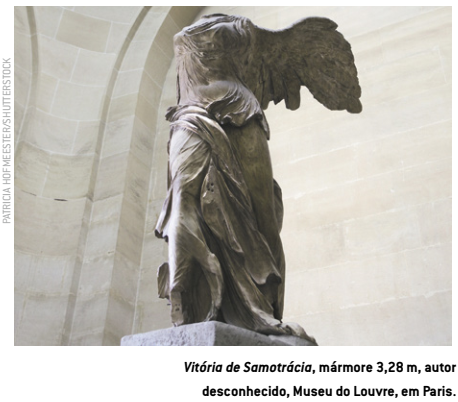 PATRICIA HOFMEESTER/SHUTTERSTOCK
Vitória de Samotrácia, mármore 3,28 m, autor
desconhecido, Museu do Louvre, em Paris.